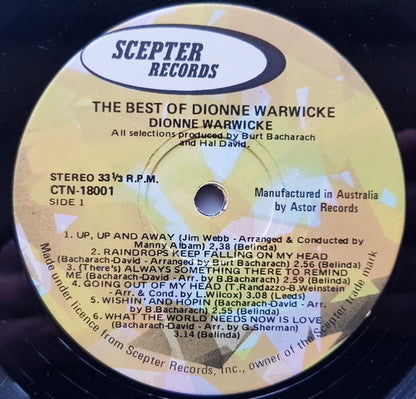 SCEPTER
RECORDS
THE BEST OF DIONNE WARWICKE
DIONNE WARWICKE
All selections produced by Burt Bacharach
and Hal David.
STEREO 33⅓ R.P.M.
CTN-18001
SIDE 1
Manufactured in Australia
by Astor Records
1. UP, UP AND AWAY (Jim Webb - Arranged & Conducted by
Manny Albam) 2.38 (Belinda)
2. RAINDROPS KEEP FALLING ON MY HEAD
(Bacharach-David - Arranged by Burt Bacharach) 2.56 (Belinda)
3. (There's) ALWAYS SOMETHING THERE TO REMIND
ME (Bacharach-David - Arr. by B.Bacharach) 2.59 (Belinda)
4. GOING OUT OF MY HEAD (T.Randazzo-B.Weinstein
- Arr. & Cond. by L.Wilcox) 3.08 (Leeds)
5. WISHIN' AND HOPIN (Bacharach-David - Arr. by
B.Bacharach) 2.55 (Belinda)
6. WHAT THE WORLD NEEDS NOW IS LOVE
(Bacharach-David - Arr. by G.Sherman)
3.14 (Belinda)
Made under licence from Scepter Records, Inc., owner of the Scepter trade mark